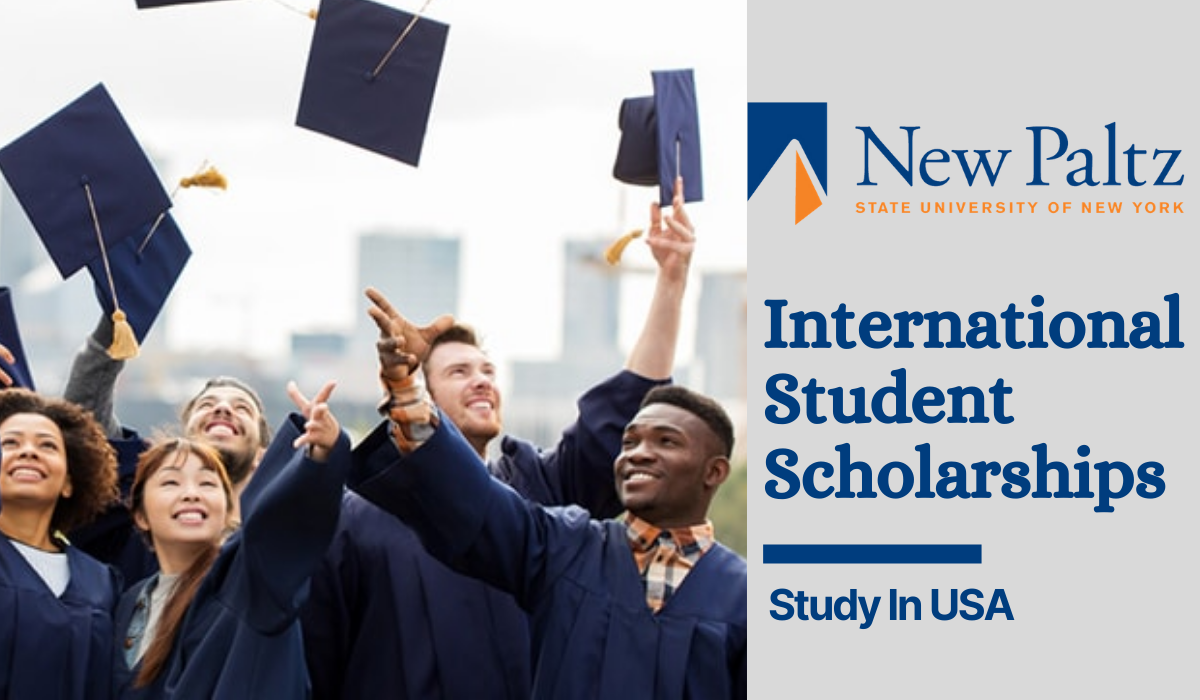 New Paltz
STATE UNIVERSITY OF NEW YORK
International
Student
Scholarships
Study In USA